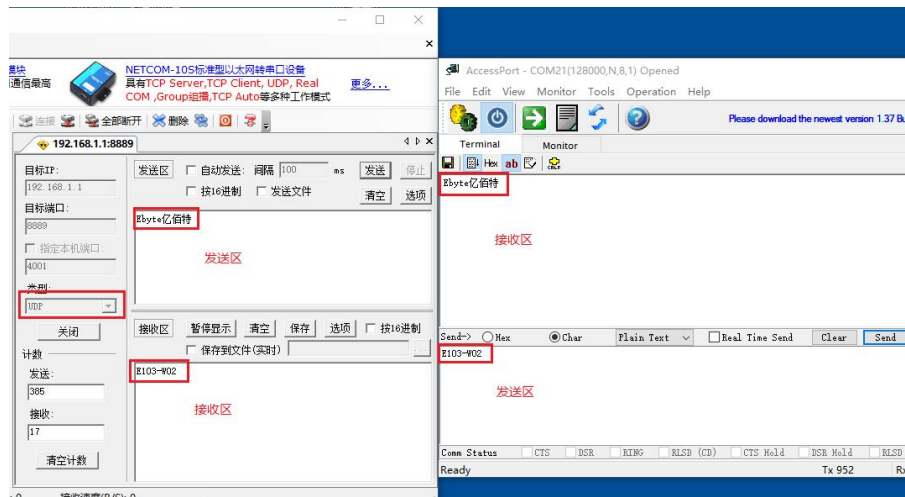 ×
模块
通信最高
NETCOM-10S标准型以太网转串口设备
具有TCP Server,TCP Client, UDP, Real
COM ,Group组播,TCP Auto等多种工作模式
更多...
连接
全部断开
删除
192.168.1.1:8889
目标IP:
192.168.1.1
目标端口:
8889
指定本机端口:
4001
类型:
UDP
关闭
计数
发送:
385
接收:
17
清空计数
发送区
自动发送: 间隔 100 ms
发送
停止
按16进制
发送文件
清空
选项
Ebyte亿佰特
发送区
接收区
暂停显示
清空
保存
选项
按16进制
保存到文件(实时)
E103-W02
接收区
AccessPort - COM21(128000,N,8,1) Opened
File Edit View Monitor Tools Operation Help
Please download the newest version 1.37 Bu
Terminal Monitor
Hex ab
Ebyte亿佰特
接收区
Send-> Hex Char Plain Text Real Time Send Clear Send
E103-W02
发送区
Comm Status CTS DSR RING RLSD (CD) CTS Hold DSR Hold RLSD
Ready Tx 952 Rx